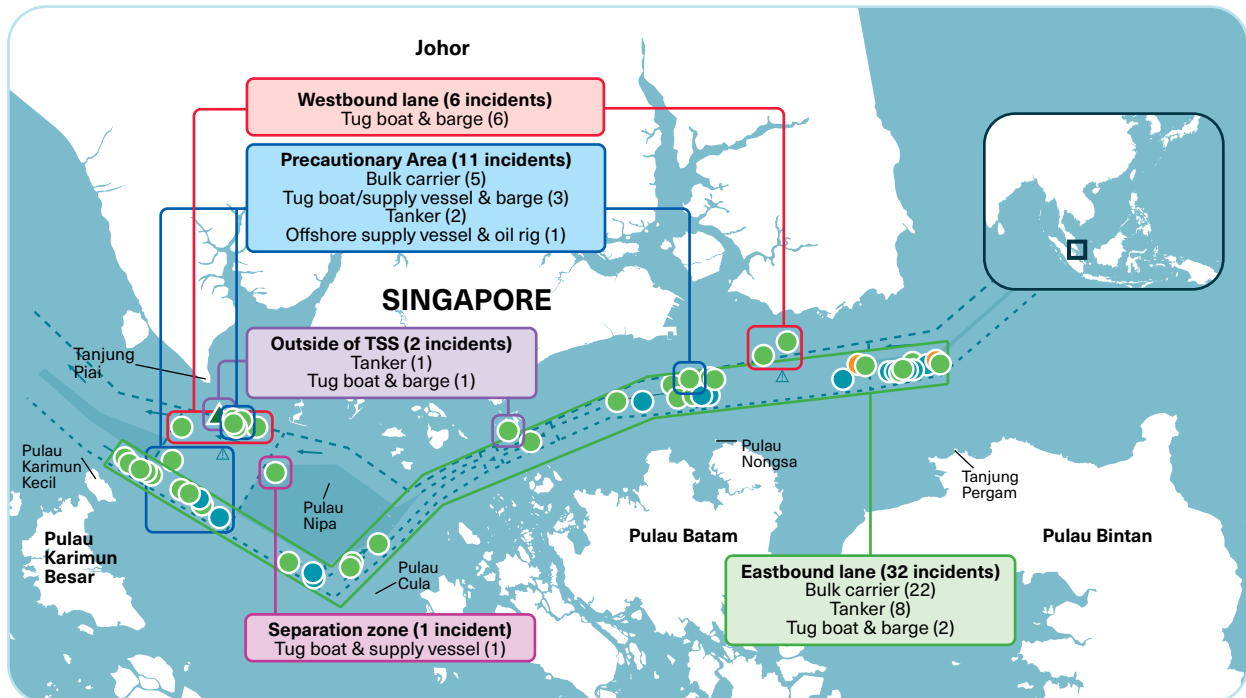 Johor
Westbound lane (6 incidents)
Tug boat & barge (6)
Precautionary Area (11 incidents)
Bulk carrier (5)
Tug boat/supply vessel & barge (3)
Tanker (2)
Offshore supply vessel & oil rig (1)
SINGAPORE
Outside of TSS (2 incidents)
Tanker (1)
Tug boat & barge (1)
Tanjung
Piai
Pulau
Karimun
Kecil
Pulau
Nipa
Pulau
Nongsa
Tanjung
Pergam
Pulau
Karimun
Besar
Pulau Batam
Pulau Bintan
Pulau
Cula
Eastbound lane (32 incidents)
Bulk carrier (22)
Tanker (8)
Tug boat & barge (2)
Separation zone (1 incident)
Tug boat & supply vessel (1)